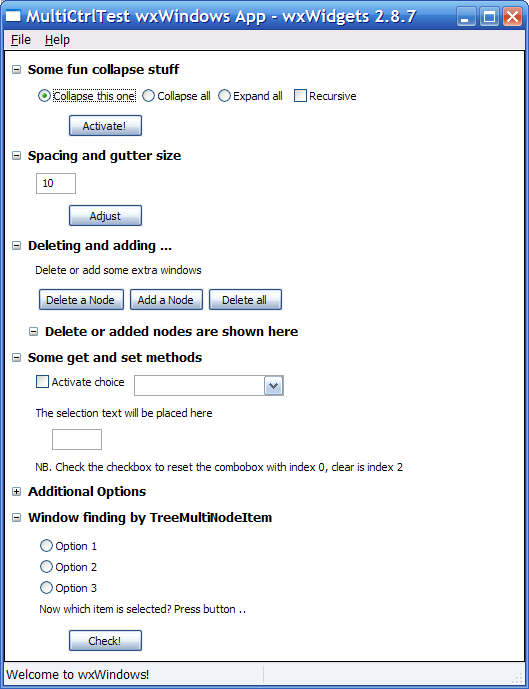 MultiCtrlTest wxWindows App - wxWidgets 2.8.7
File Help
Some fun collapse stuff
Collapse this one Collapse all Expand all Recursive
Activate!
Spacing and gutter size
10
Adjust
Deleting and adding ...
Delete or add some extra windows
Delete a Node Add a Node Delete all
Delete or added nodes are shown here
Some get and set methods
Activate choice
The selection text will be placed here
NB. Check the checkbox to reset the combobox with index 0, clear is index 2
Additional Options
Window finding by TreeMultiNodeItem
Option 1
Option 2
Option 3
Now which item is selected? Press button ..
Check!
Welcome to wxWindows!